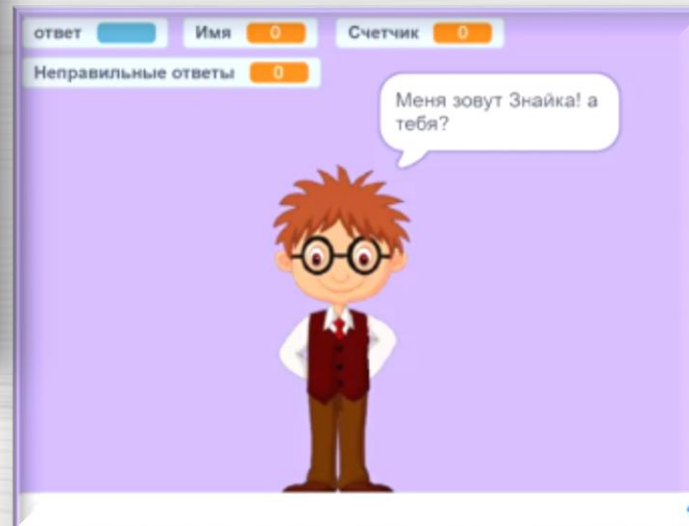 ответ Имя 0 Счетчик 0
Неправильные ответы 0
Меня зовут Знайка! а
тебя?